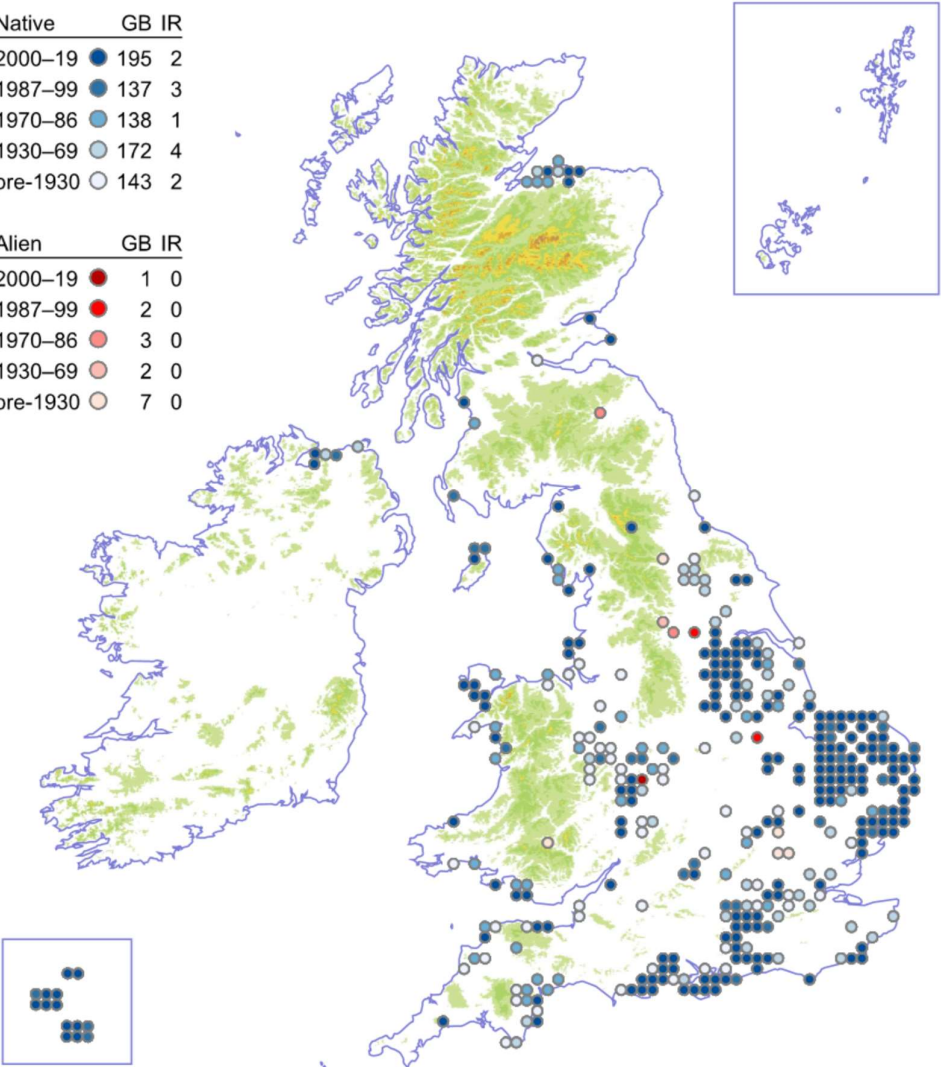 Native GB IR
2000–19 195 2
1987–99 137 3
1970–86 138 1
1930–69 172 4
pre-1930 143 2
Alien GB IR
2000–19 1 0
1987–99 2 0
1970–86 3 0
1930–69 2 0
pre-1930 7 0